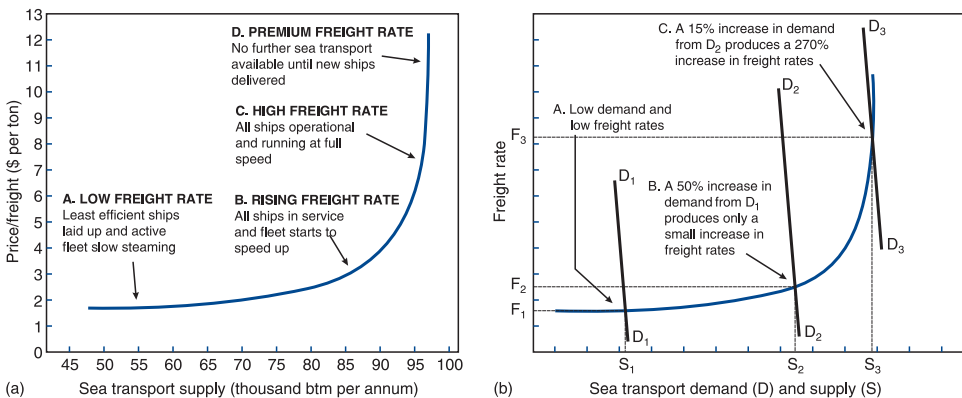 13
12
11
10
9
8
7
6
5
4
3
2
1
0
Price/freight ($ per ton)
D. PREMIUM FREIGHT RATE
No further sea transport
available until new ships
delivered
C. HIGH FREIGHT RATE
All ships operational
and running at full
speed
A. LOW FREIGHT RATE
Least efficient ships
laid up and active
fleet slow steaming
B. RISING FREIGHT RATE
All ships in service
and fleet starts to
speed up
45 50 55 60 65 70 75 80 85 90 95 100
(a) Sea transport supply (thousand btm per annum)
Freight rate
F₃
F₂
F₁
C. A 15% increase in demand
from D₂ produces a 270%
increase in freight rates
D₃
D₂
A. Low demand and
low freight rates
D₁
B. A 50% increase in
demand from D₁
produces only a
small increase in
freight rates
D₃
D₁
D₂
S₁ S₂ S₃
(b) Sea transport demand (D) and supply (S)